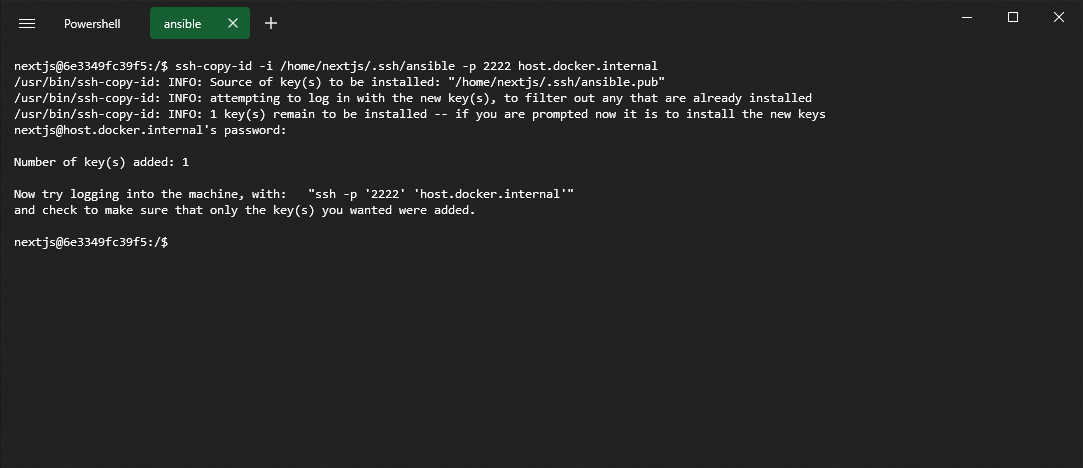 Powershell
ansible
nextjs@6e3349fc39f5:/$ ssh-copy-id -i /home/nextjs/.ssh/ansible -p 2222 host.docker.internal
/usr/bin/ssh-copy-id: INFO: Source of key(s) to be installed: "/home/nextjs/.ssh/ansible.pub"
/usr/bin/ssh-copy-id: INFO: attempting to log in with the new key(s), to filter out any that are already installed
/usr/bin/ssh-copy-id: INFO: 1 key(s) remain to be installed -- if you are prompted now it is to install the new keys
nextjs@host.docker.internal's password:
Number of key(s) added: 1
Now try logging into the machine, with:   "ssh -p '2222' 'host.docker.internal'"
and check to make sure that only the key(s) you wanted were added.
nextjs@6e3349fc39f5:/$